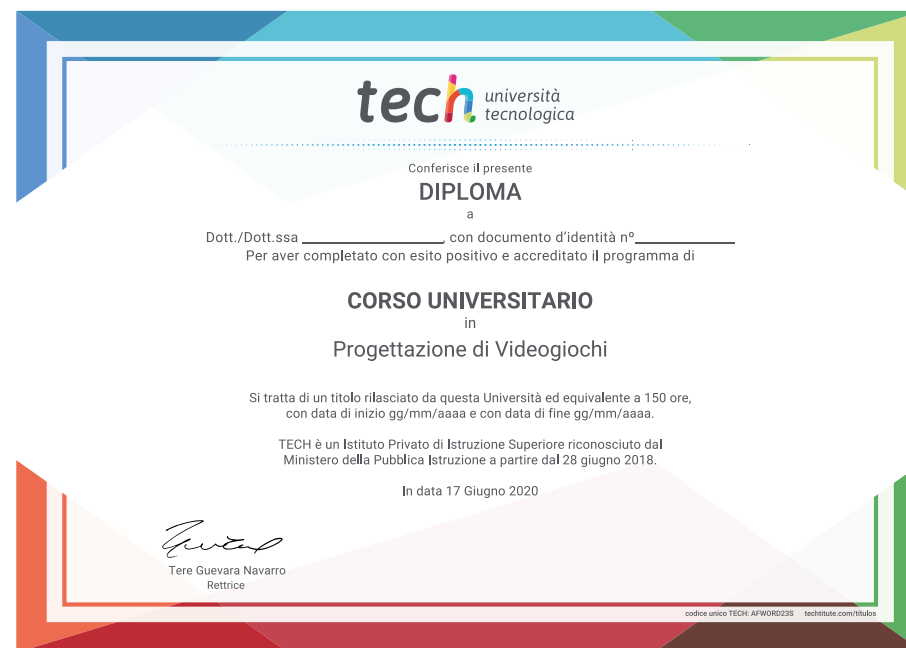 tech università
tecnologica
Conferisce il presente
DIPLOMA
a
Dott./Dott.ssa ____________________, con documento d'identità nº______________
Per aver completato con esito positivo e accreditato il programma di
CORSO UNIVERSITARIO
in
Progettazione di Videogiochi
Si tratta di un titolo rilasciato da questa Università ed equivalente a 150 ore,
con data di inizio gg/mm/aaaa e con data di fine gg/mm/aaaa.
TECH è un Istituto Privato di Istruzione Superiore riconosciuto dal
Ministero della Pubblica Istruzione a partire dal 28 giugno 2018.
In data 17 Giugno 2020
Tere Guevara Navarro
Rettrice
codice unico TECH: AFWORD23S techtitute.com/titulos